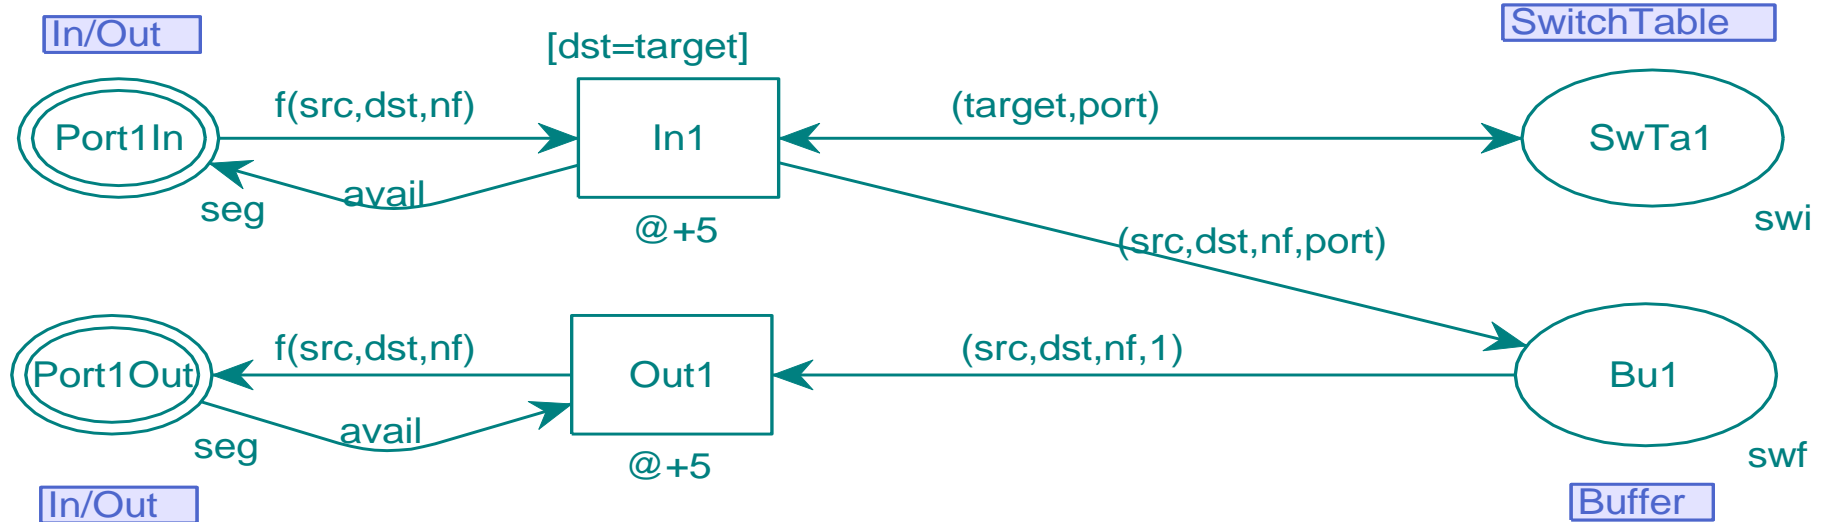 In/Out
SwitchTable
[dst=target]
f(src,dst,nf)
(target,port)
Port1In
In1
SwTa1
avail
seg
@+5
swi
(src,dst,nf,port)
f(src,dst,nf)
(src,dst,nf,1)
Port1Out
Out1
Bu1
avail
seg
@+5
swf
In/Out
Buffer